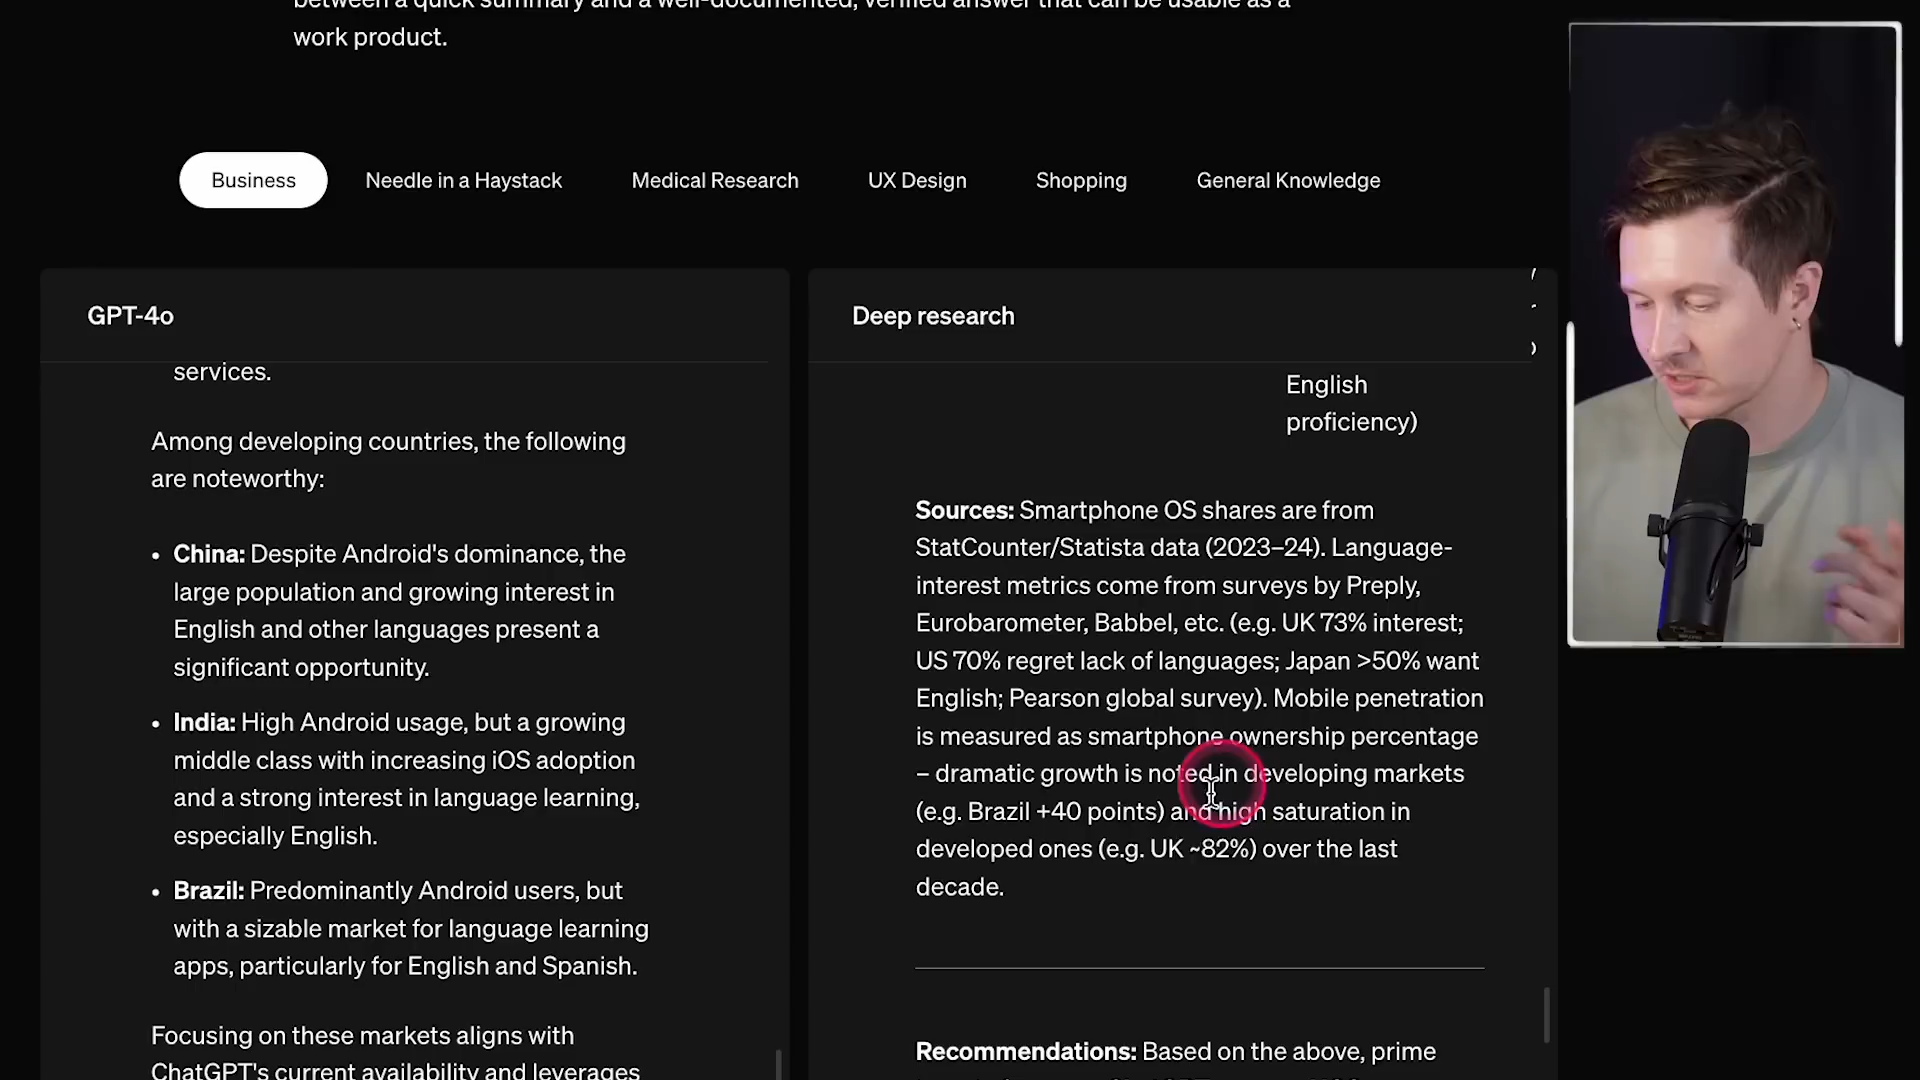 between a quick summary and a well-documented, verified answer that can be usable as a
work product.
Business
Needle in a Haystack
Medical Research
UX Design
Shopping
General Knowledge
GPT-4o
services.
Among developing countries, the following
are noteworthy:
• China: Despite Android's dominance, the
large population and growing interest in
English and other languages present a
significant opportunity.
• India: High Android usage, but a growing
middle class with increasing iOS adoption
and a strong interest in language learning,
especially English.
• Brazil: Predominantly Android users, but
with a sizable market for language learning
apps, particularly for English and Spanish.
Focusing on these markets aligns with
ChatGPT's current availability and leverages
Deep research
English
proficiency)
Sources: Smartphone OS shares are from
StatCounter/Statista data (2023–24). Language-
interest metrics come from surveys by Preply,
Eurobarometer, Babbel, etc. (e.g. UK 73% interest;
US 70% regret lack of languages; Japan >50% want
English; Pearson global survey). Mobile penetration
is measured as smartphone ownership percentage
– dramatic growth is noted in developing markets
(e.g. Brazil +40 points) and high saturation in
developed ones (e.g. UK ~82%) over the last
decade.
Recommendations: Based on the above, prime